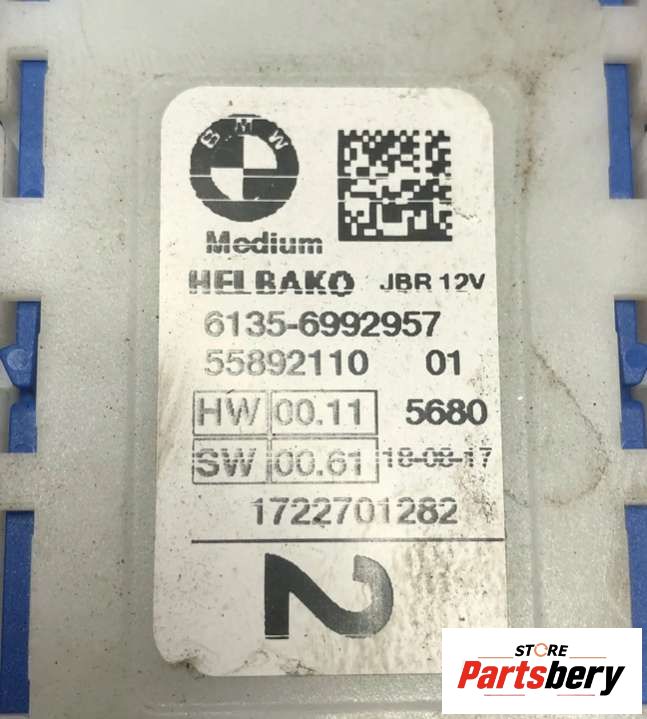 BMW
Medium
HELBAKO JBR 12V
6135-6992957
55892110 01
HW 00.11 5680
SW 00.61 18-08-17
1722701282
2
STORE
Partsbery